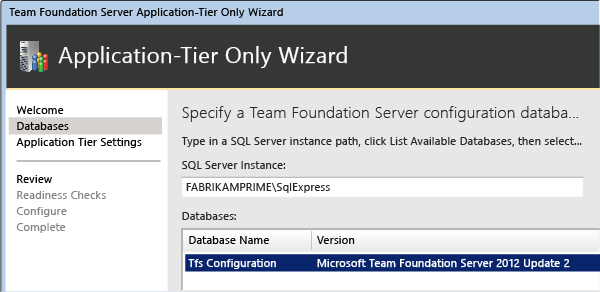 Team Foundation Server Application-Tier Only Wizard
Application-Tier Only Wizard
Welcome
Databases
Application Tier Settings
Review
Readiness Checks
Configure
Complete
Specify a Team Foundation Server configuration databa...
Type in a SQL Server instance path, click List Available Databases, then select...
SQL Server Instance:
FABRIKAMPRIME\SqlExpress
Databases:
Database Name Version
Tfs Configuration Microsoft Team Foundation Server 2012 Update 2